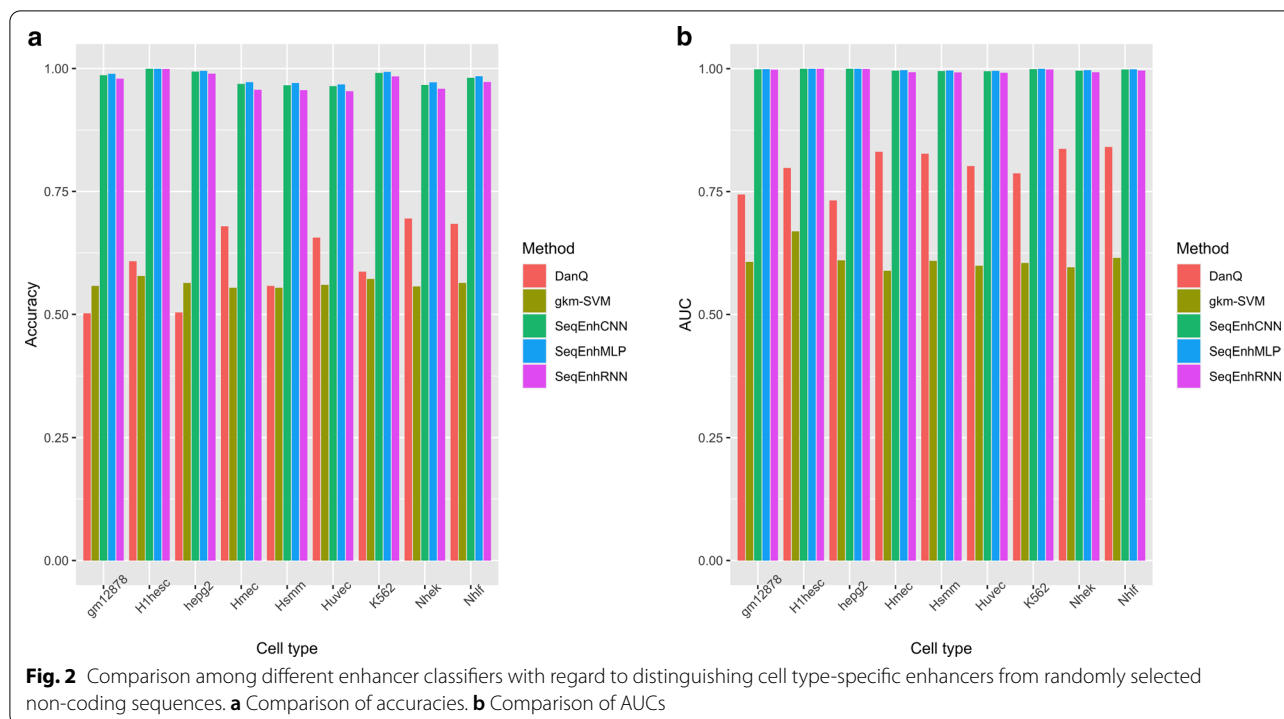 a
1.00
0.75
0.50
0.25
0.00
Accuracy
gm12878
H1hesc
hepg2
Hmec
Hsmm
Huvec
K562
Nhek
Nhlf
Cell type
Method
DanQ
gkm-SVM
SeqEnhCNN
SeqEnhMLP
SeqEnhRNN
b
1.00
0.75
0.50
0.25
0.00
AUC
gm12878
H1hesc
hepg2
Hmec
Hsmm
Huvec
K562
Nhek
Nhlf
Cell type
Method
DanQ
gkm-SVM
SeqEnhCNN
SeqEnhMLP
SeqEnhRNN
Fig. 2 Comparison among different enhancer classifiers with regard to distinguishing cell type-specific enhancers from randomly selected
non-coding sequences. a Comparison of accuracies. b Comparison of AUCs